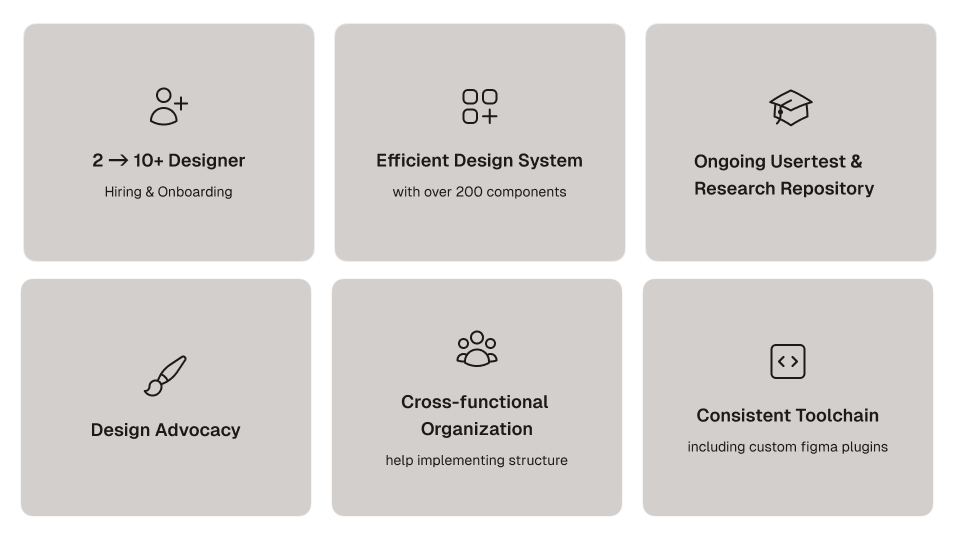 2 → 10+ Designer
Hiring & Onboarding
Efficient Design System
with over 200 components
Ongoing Usertest &
Research Repository
Design Advocacy
Cross-functional
Organization
help implementing structure
Consistent Toolchain
including custom figma plugins